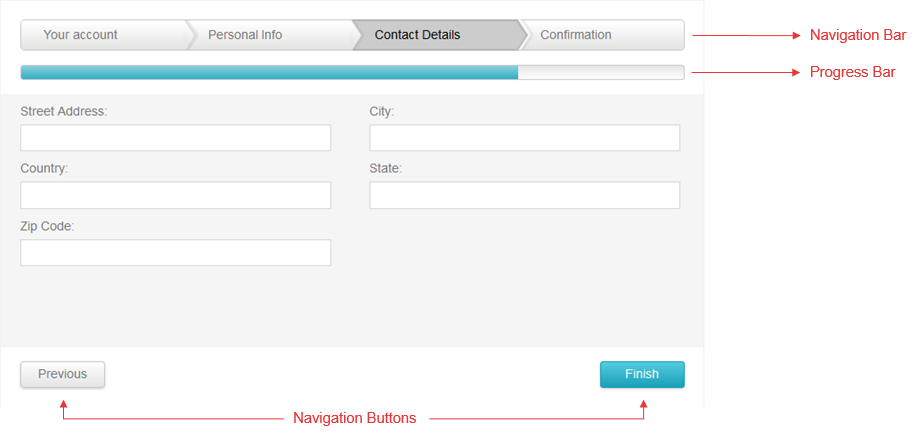 Your account Personal Info Contact Details Confirmation Navigation Bar
Progress Bar
Street Address: City:
Country: State:
Zip Code:
Previous Finish
Navigation Buttons